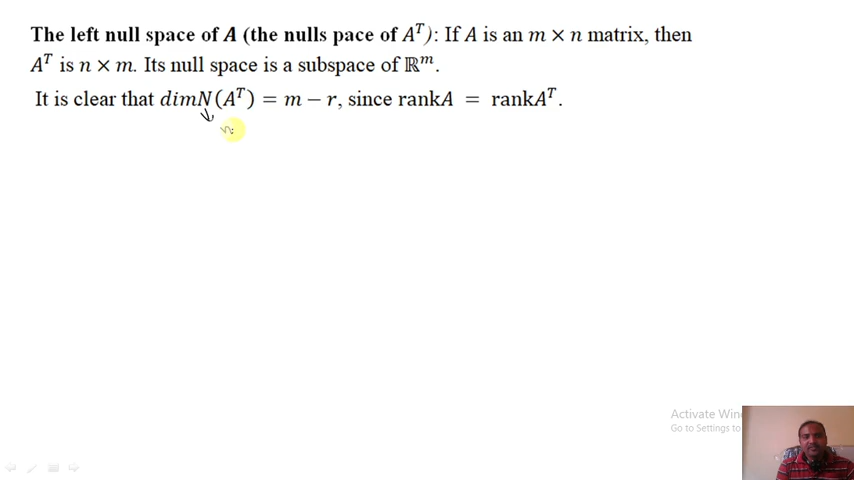 The left null space of A (the nulls pace of Aᵀ): If A is an m × n matrix, then
Aᵀ is n × m. Its null space is a subspace of ℝᵐ.
It is clear that dimN(Aᵀ) = m − r, since rankA = rankAᵀ.
n
Activate Win
Go to Settings to